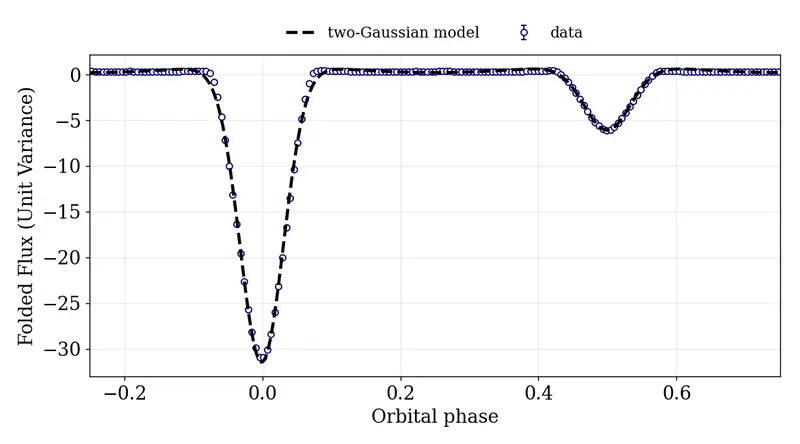 two-Gaussian model data
0
−5
−10
−15
−20
−25
−30
Folded Flux (Unit Variance)
−0.2 0.0 0.2 0.4 0.6
Orbital phase